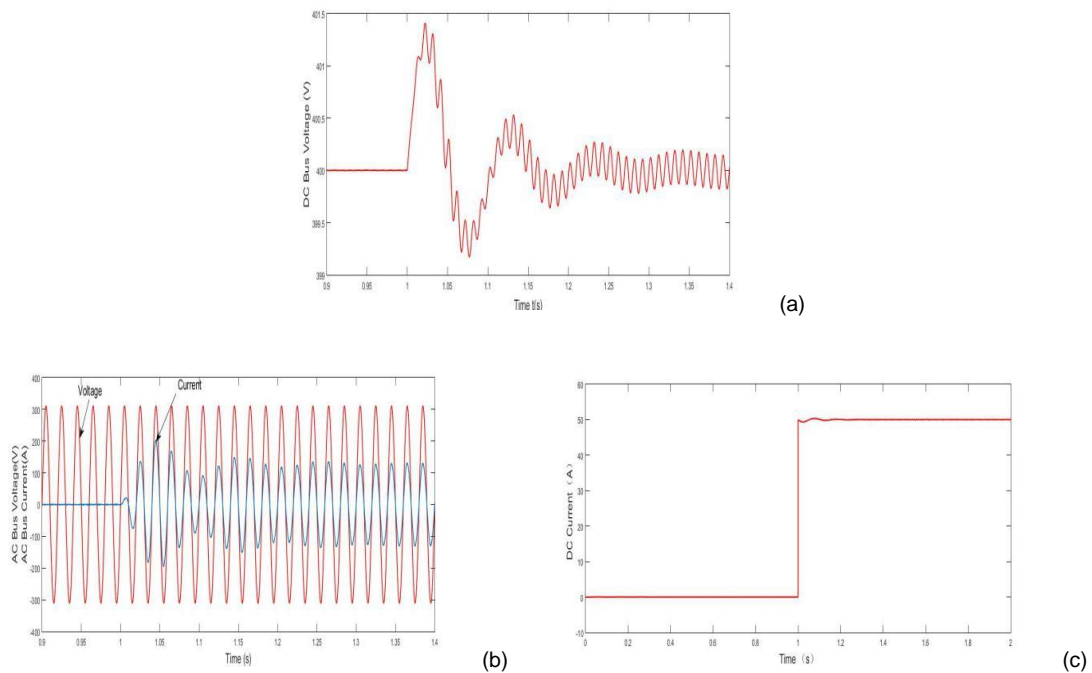 401.5
401
400.5
400
399.5
399
DC Bus Voltage (V)
0.9 0.95 1 1.05 1.1 1.15 1.2 1.25 1.3 1.35 1.4
Time t(s)
(a)
400
300
200
100
0
-100
-200
-300
-400
AC Bus Voltage(V)
AC Bus Current(A)
Voltage
Current
0.9 0.95 1 1.05 1.1 1.15 1.2 1.25 1.3 1.35 1.4
Time (s)
(b)
60
50
40
30
20
10
0
-10
DC Current (A)
0 0.2 0.4 0.6 0.8 1 1.2 1.4 1.6 1.8 2
Time (s)
(c)